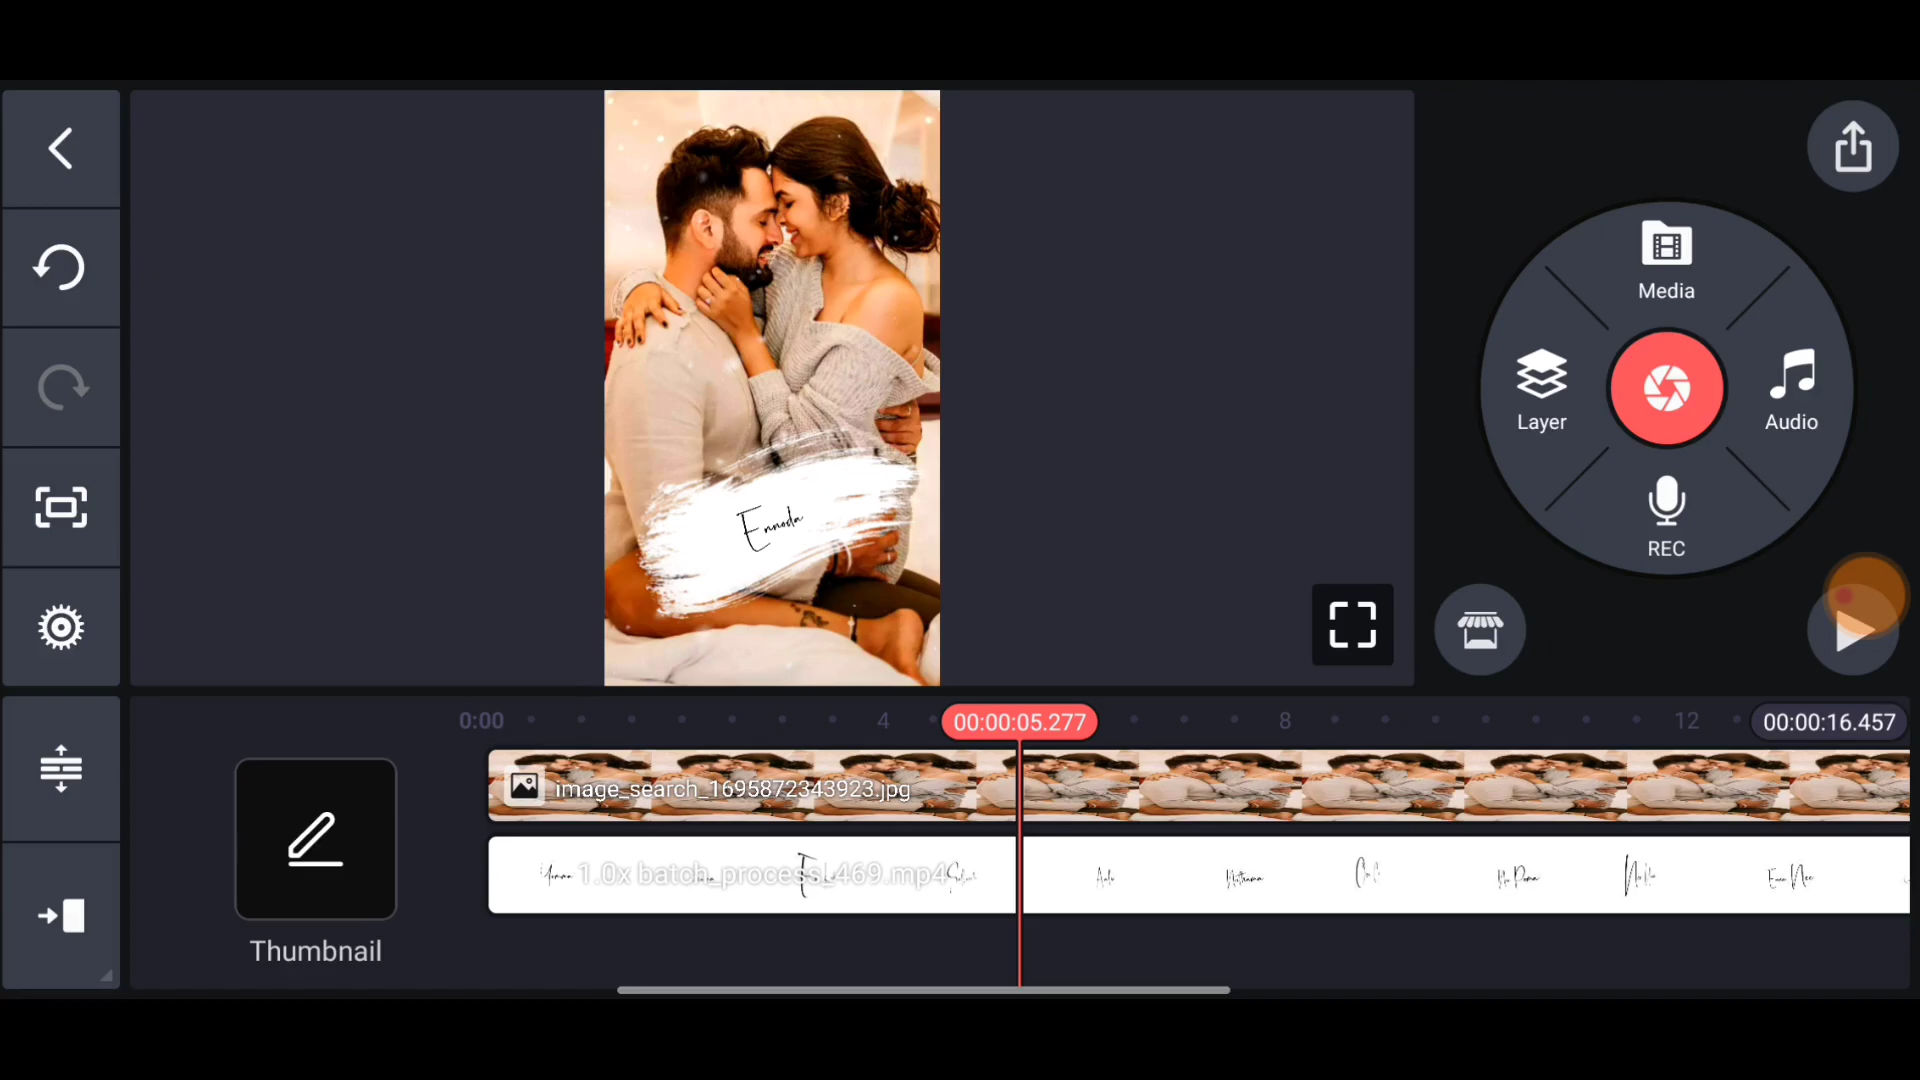 Media
Layer
Audio
REC
Ennoda
0:00
4
00:00:05.277
8
12
00:00:16.457
image_search_1695872343923.jpg
1.0x batch_process_469.mp4
Thumbnail